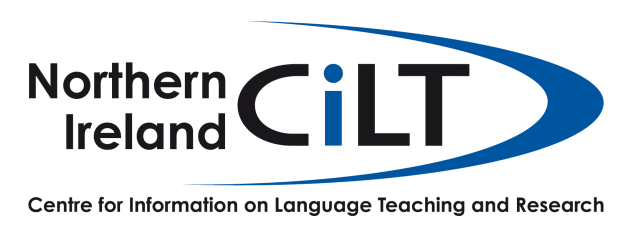 Northern
Ireland
CiLT
Centre for Information on Language Teaching and Research